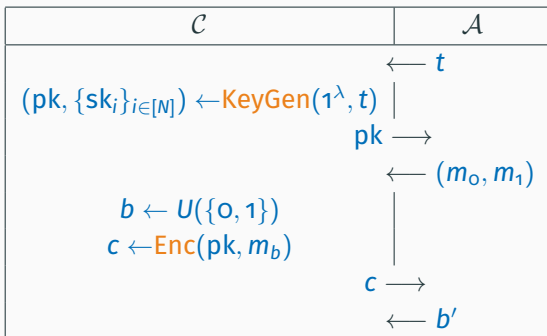 C A
⟵ t
(pk, {sk_i}_{i∈[N]}) ←KeyGen(1^λ, t)
pk ⟶
⟵ (m_0, m_1)
b ← U({0, 1})
c ←Enc(pk, m_b)
c ⟶
⟵ b′